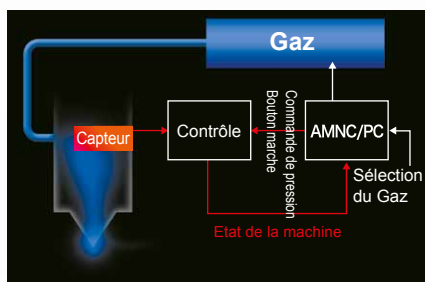 Gaz
Capteur
Contrôle
Commande de pression
Bouton marche
AMNC/PC
Sélection
du Gaz
Etat de la machine